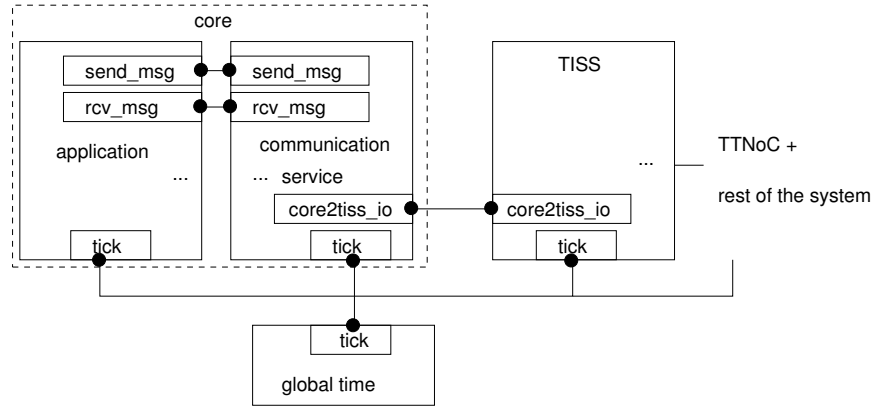 core
send_msg
send_msg
TISS
rcv_msg
rcv_msg
application
communication
...
... service
...
TTNoC +
rest of the system
core2tiss_io
core2tiss_io
tick
tick
tick
tick
global time